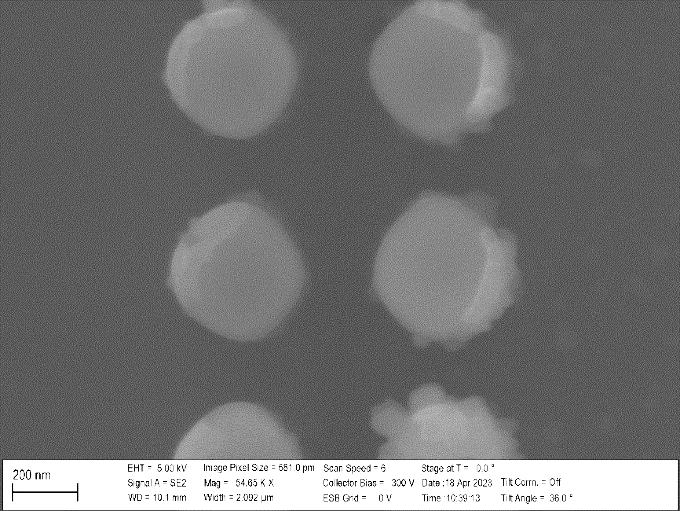 200 nm
EHT = 5.00 kV Image Pixel Size = 681.0 pm Scan Speed = 6 Stage at T = 0.0 °
Signal A = SE2 Mag = 54.65 K X Collector Bias = 300 V Date :18 Apr 2023 Tilt Corrn. = Off
WD = 10.1 mm Width = 2.092 µm ESB Grid = 0 V Time :10:39:13 Tilt Angle = 36.0 °